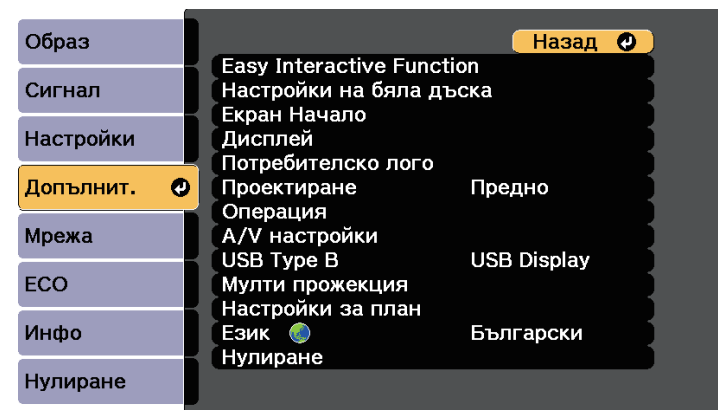 Образ
Сигнал
Настройки
Допълнит.
Мрежа
ECO
Инфо
Нулиране
Назад
Easy Interactive Function
Настройки на бяла дъска
Екран Начало
Дисплей
Потребителско лого
Проектиране Предно
Операция
A/V настройки
USB Type B USB Display
Мулти прожекция
Настройки за план
Език Български
Нулиране